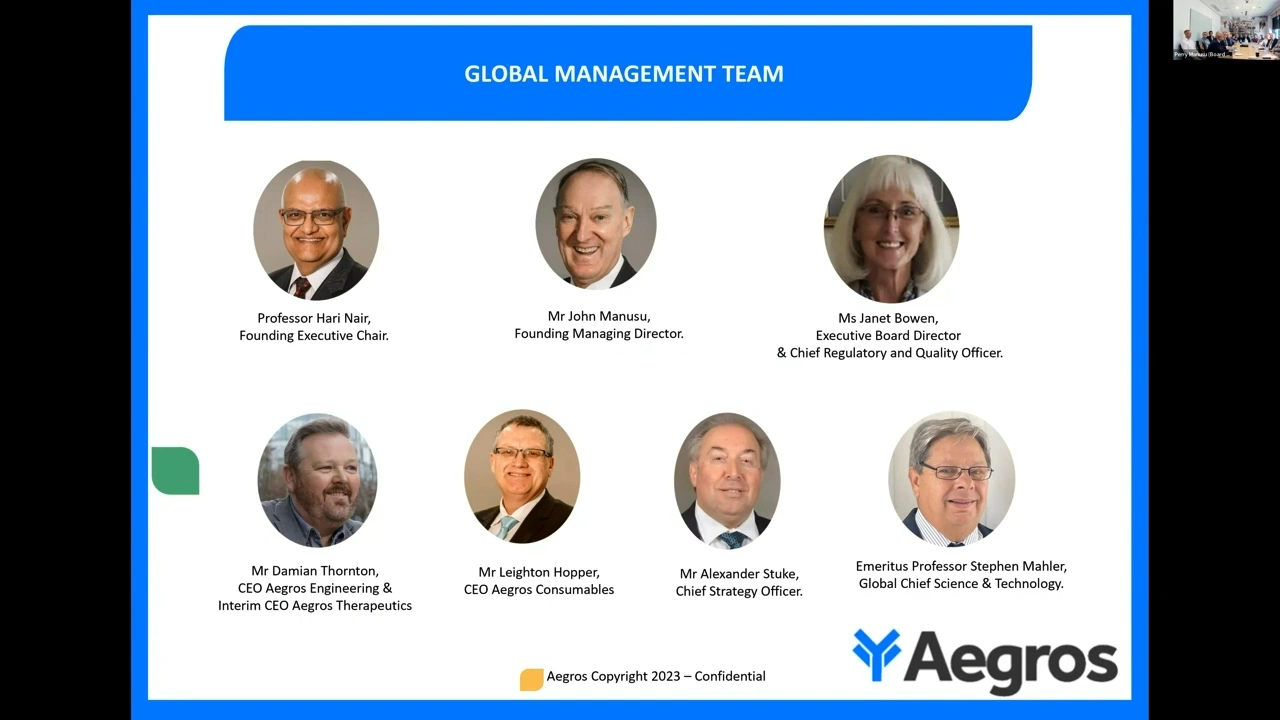 GLOBAL MANAGEMENT TEAM
Professor Hari Nair,
Founding Executive Chair.
Mr John Manusu,
Founding Managing Director.
Ms Janet Bowen,
Executive Board Director
& Chief Regulatory and Quality Officer.
Mr Damian Thornton,
CEO Aegros Engineering &
Interim CEO Aegros Therapeutics
Mr Leighton Hopper,
CEO Aegros Consumables
Mr Alexander Stuke,
Chief Strategy Officer.
Emeritus Professor Stephen Mahler,
Global Chief Science & Technology.
Aegros
Aegros Copyright 2023 – Confidential
Perry Manusu (Board...